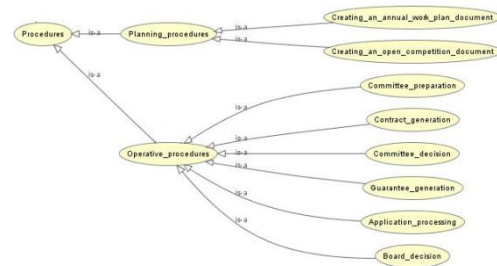 Creating_an_annual_work_plan_document
is-a
Procedures
is-a
Planning_procedures
is-a
Creating_an_open_competition_document
is-a
Committee_preparation
is-a
Contract_generation
is-a
Operative_procedures
is-a
Committee_decision
is-a
Guarantee_generation
is-a
Application_processing
is-a
Board_decision
is-a